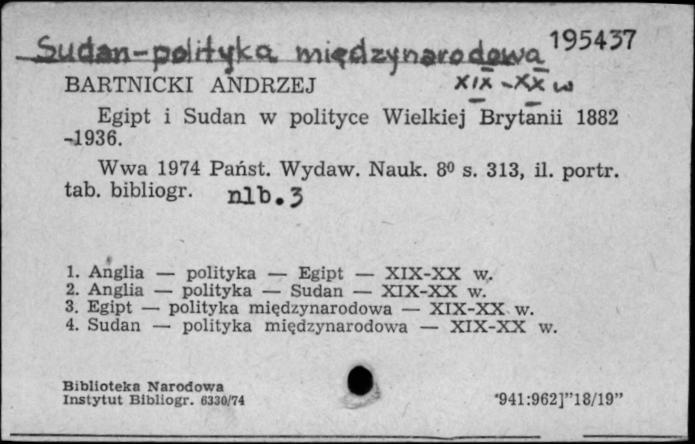 Sudan-polityka międzynarodowa 195437
XIX-XX w
BARTNICKI ANDRZEJ
Egipt i Sudan w polityce Wielkiej Brytanii 1882
-1936.
Wwa 1974 Państ. Wydaw. Nauk. 8⁰ s. 313, il. portr.
tab. bibliogr. nlb. 3
1. Anglia — polityka — Egipt — XIX-XX w.
2. Anglia — polityka — Sudan — XIX-XX w.
3. Egipt — polityka międzynarodowa — XIX-XX w.
4. Sudan — polityka międzynarodowa — XIX-XX w.
Biblioteka Narodowa
Instytut Bibliogr. 6330/74 "941:962]"18/19"